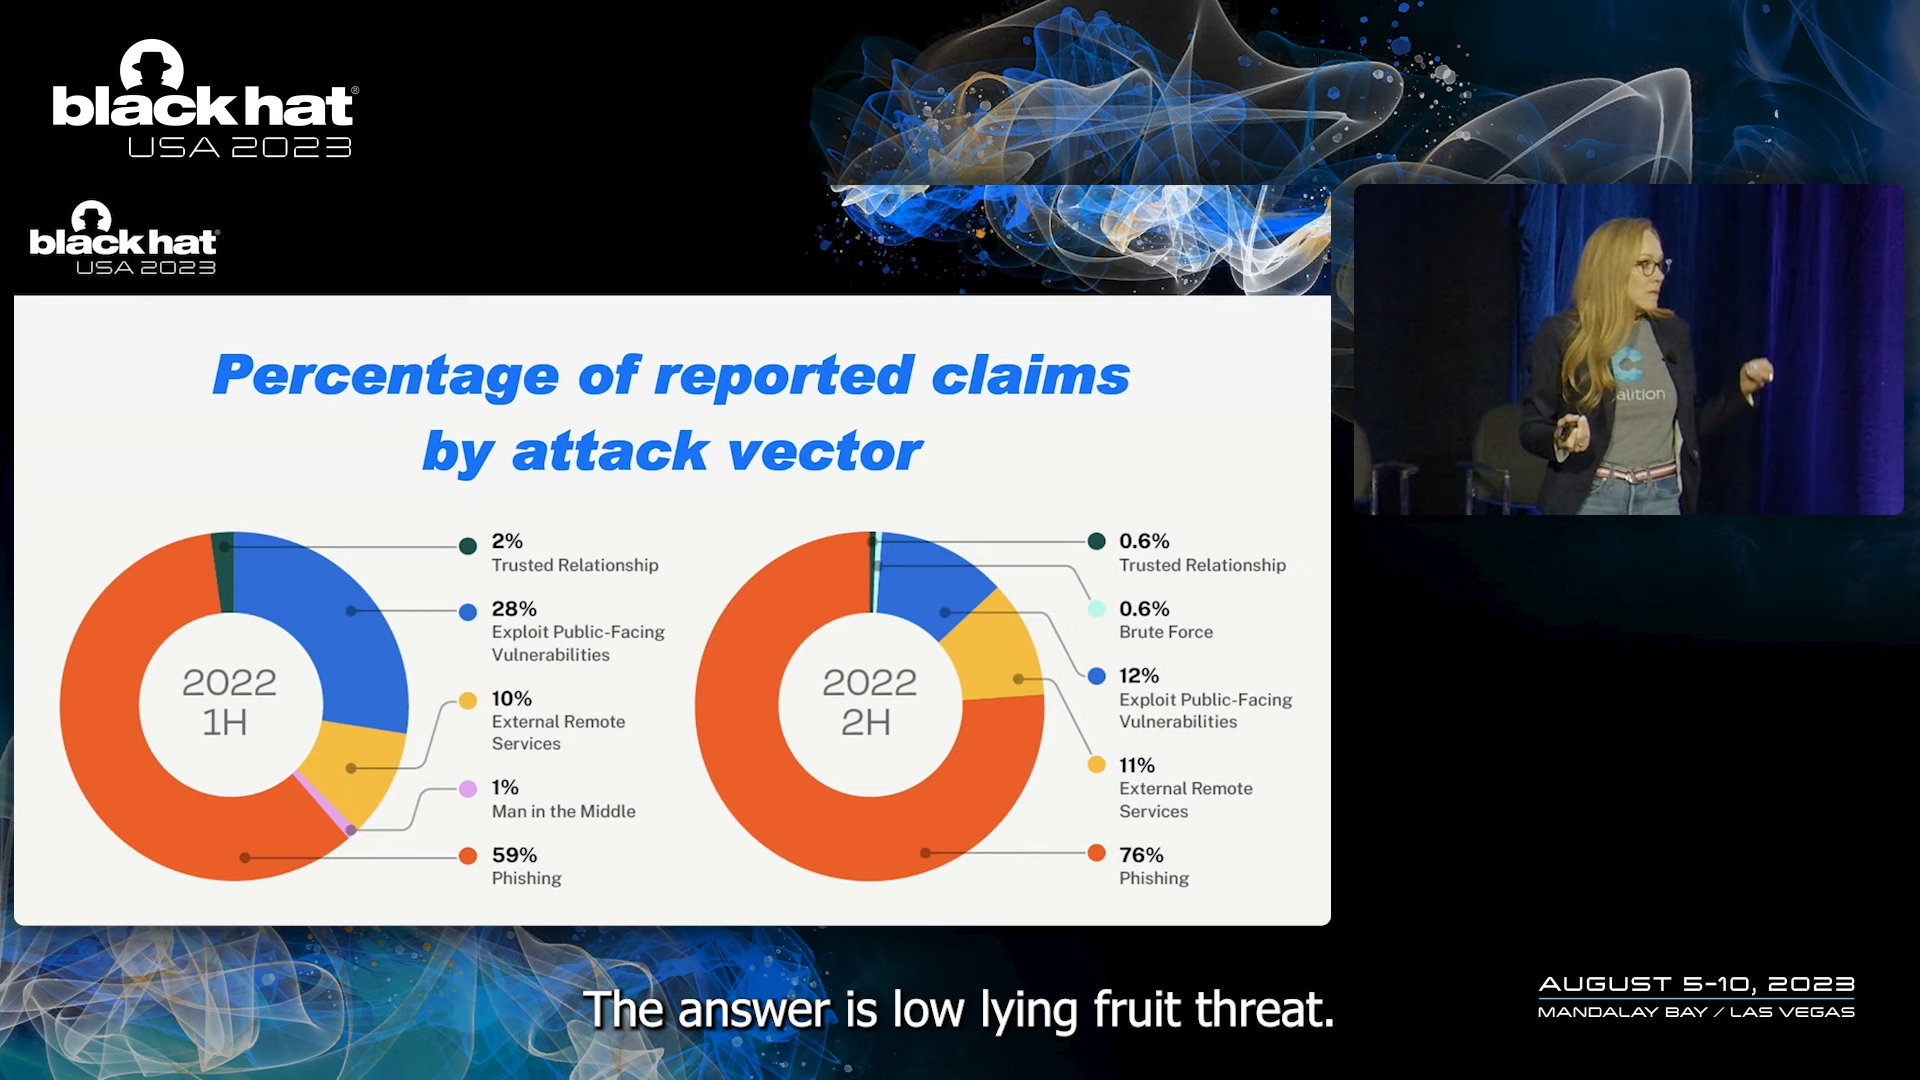 black hat®
USA 2023
black hat
USA 2023
Percentage of reported claims
by attack vector
2022
1H
2%
Trusted Relationship
28%
Exploit Public-Facing
Vulnerabilities
10%
External Remote
Services
1%
Man in the Middle
59%
Phishing
2022
2H
0.6%
Trusted Relationship
0.6%
Brute Force
12%
Exploit Public-Facing
Vulnerabilities
11%
External Remote
Services
76%
Phishing
alition
The answer is low lying fruit threat.
AUGUST 5-10, 2023
MANDALAY BAY / LAS VEGAS